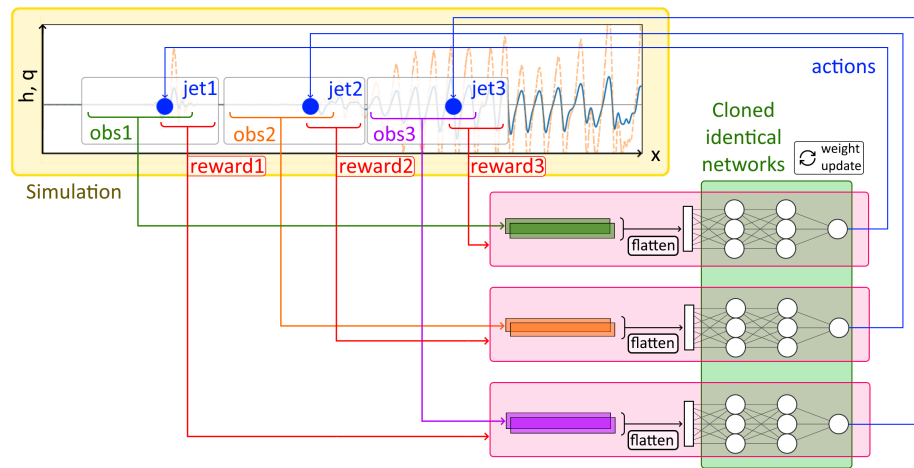 h, q
jet1
jet2
jet3
obs1
obs2
obs3
x
reward1
reward2
reward3
Simulation
actions
Cloned
identical
networks
weight
update
flatten
flatten
flatten